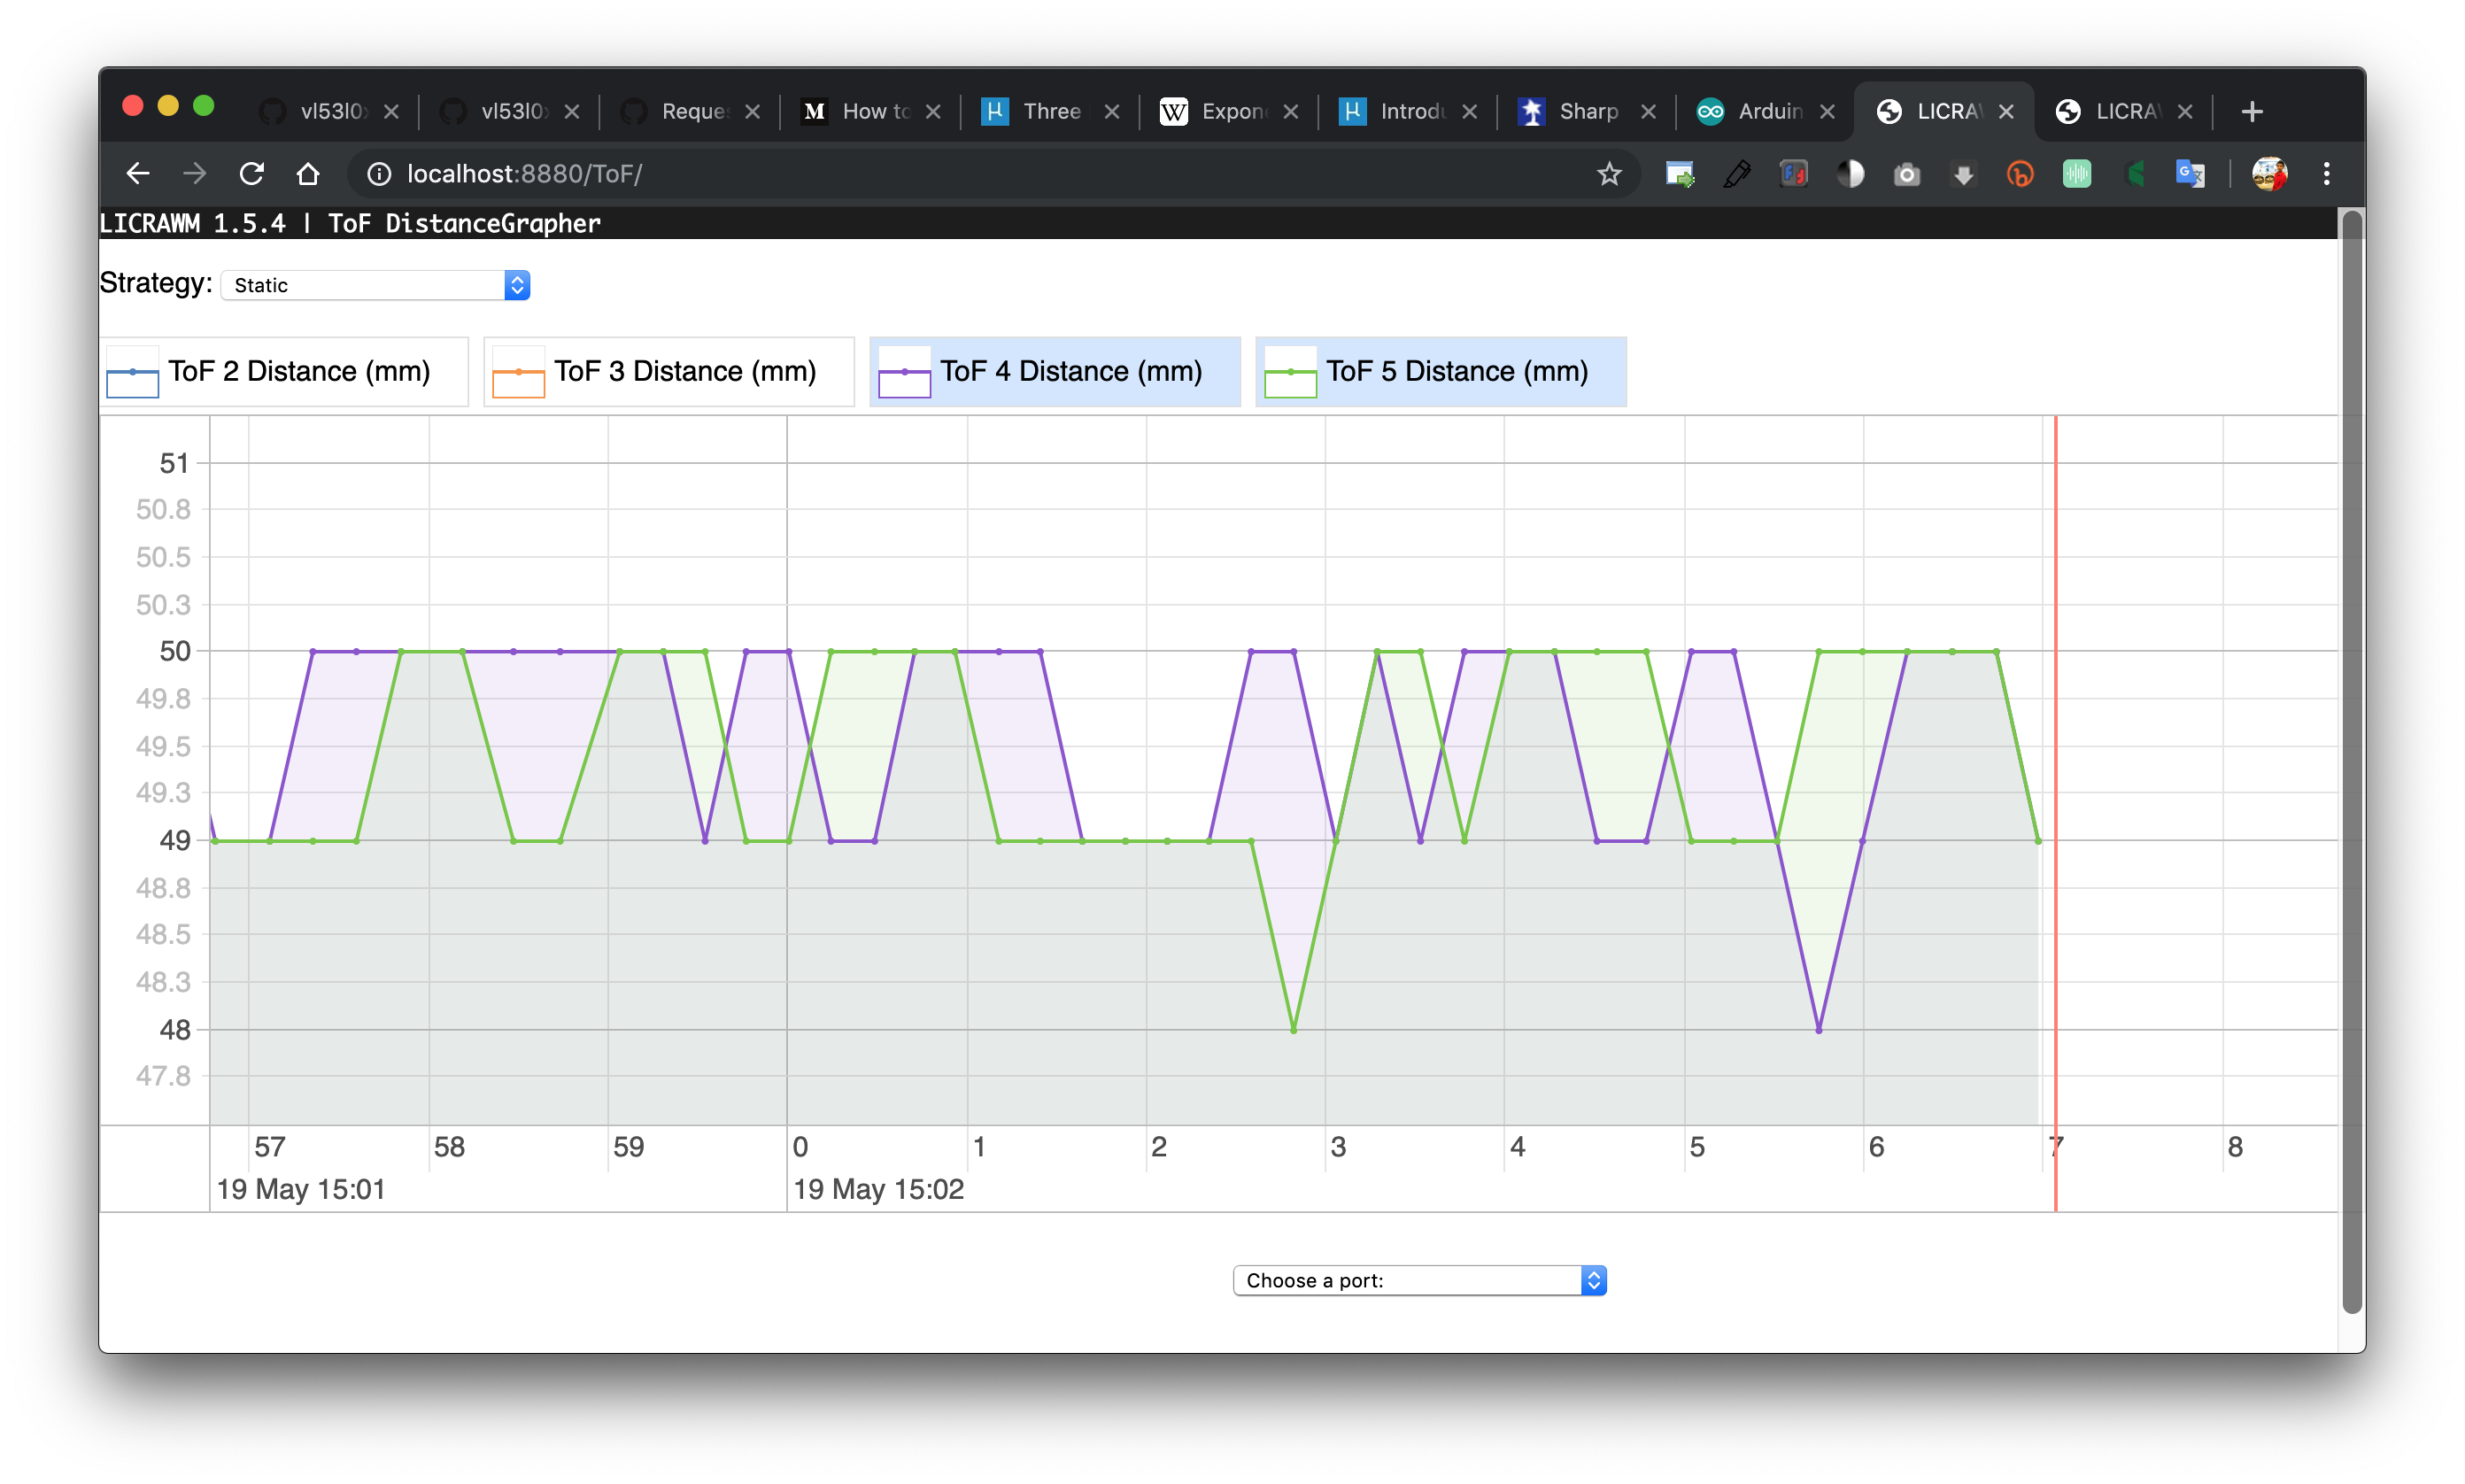 vl53l0 vl53l0 Reques How to Three Expone Introdu Sharp Arduin LICRAW LICRAW
localhost:8880/ToF/
LICRAWM 1.5.4 | ToF DistanceGrapher
Strategy: Static
ToF 2 Distance (mm) ToF 3 Distance (mm) ToF 4 Distance (mm) ToF 5 Distance (mm)
51
50.8
50.5
50.3
50
49.8
49.5
49.3
49
48.8
48.5
48.3
48
47.8
57 58 59 0 1 2 3 4 5 6 7 8
19 May 15:01 19 May 15:02
Choose a port: